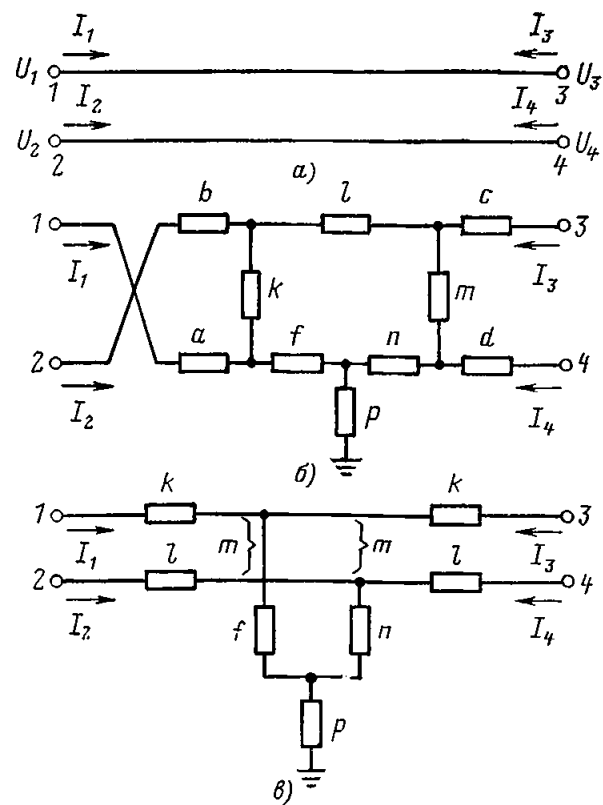 I₁ I₃
U₁ 1 3 U₃
I₂ I₄
U₂ 2 4 U₄
а)
b l c
1 3
I₁ k m I₃
a f n d
2 4
I₂ p I₄
б)
k k
1 3
I₁ m m I₃
2 l l 4
I₂ f n I₄
p
в)